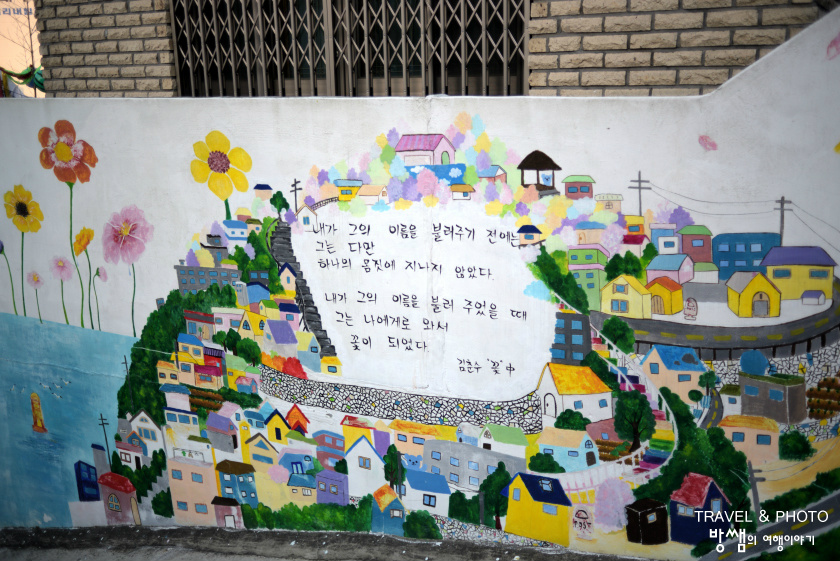 내가 그의 이름을 불러주기 전에는
그는 다만
하나의 몸짓에 지나지 않았다.
내가 그의 이름을 불러 주었을 때
그는 나에게로 와서
꽃이 되었다.
김춘수 '꽃' 中
TRAVEL & PHOTO
방쌤의 여행이야기